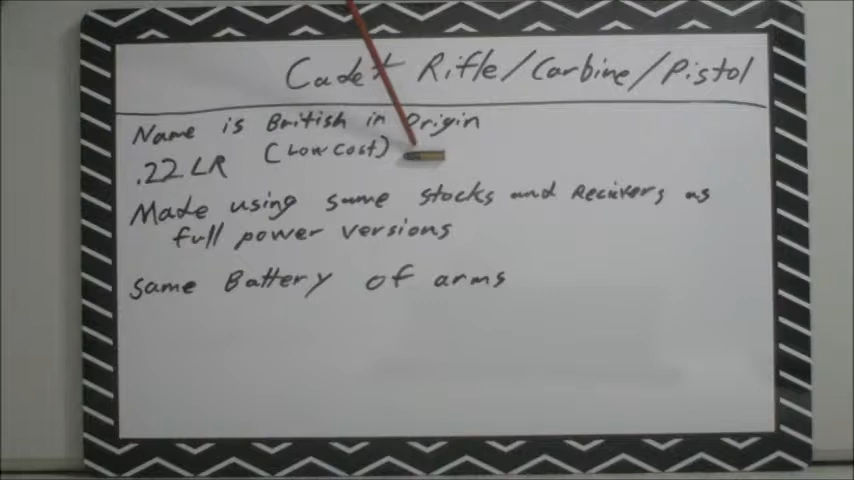 Cadet Rifle/Carbine/Pistol
Name is British in Origin
.22 LR (Low Cost)
Made using same stocks and Recievers as
full power versions
same Battery of arms